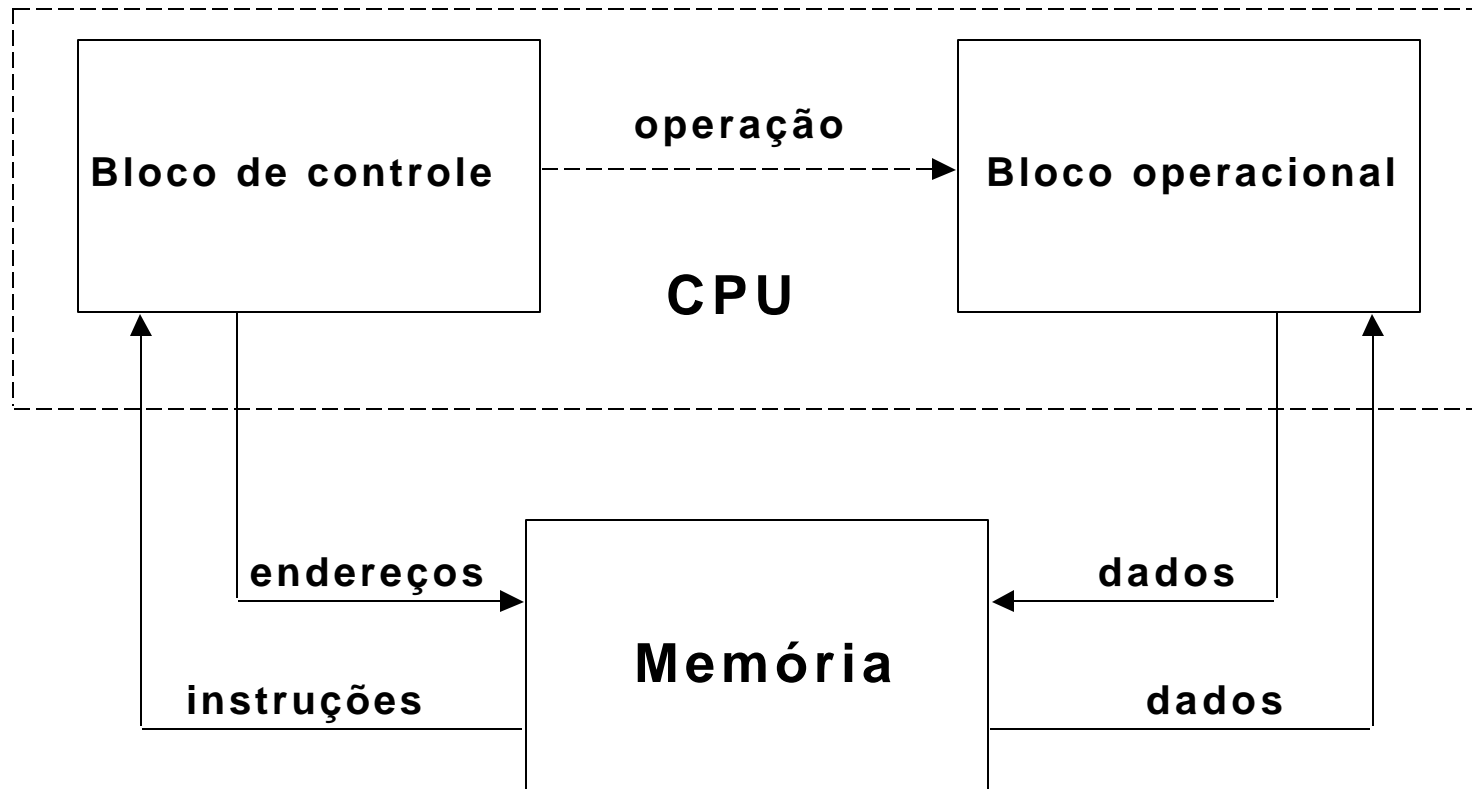 operação
Bloco de controle
Bloco operacional
CPU
endereços
dados
Memória
instruções
dados